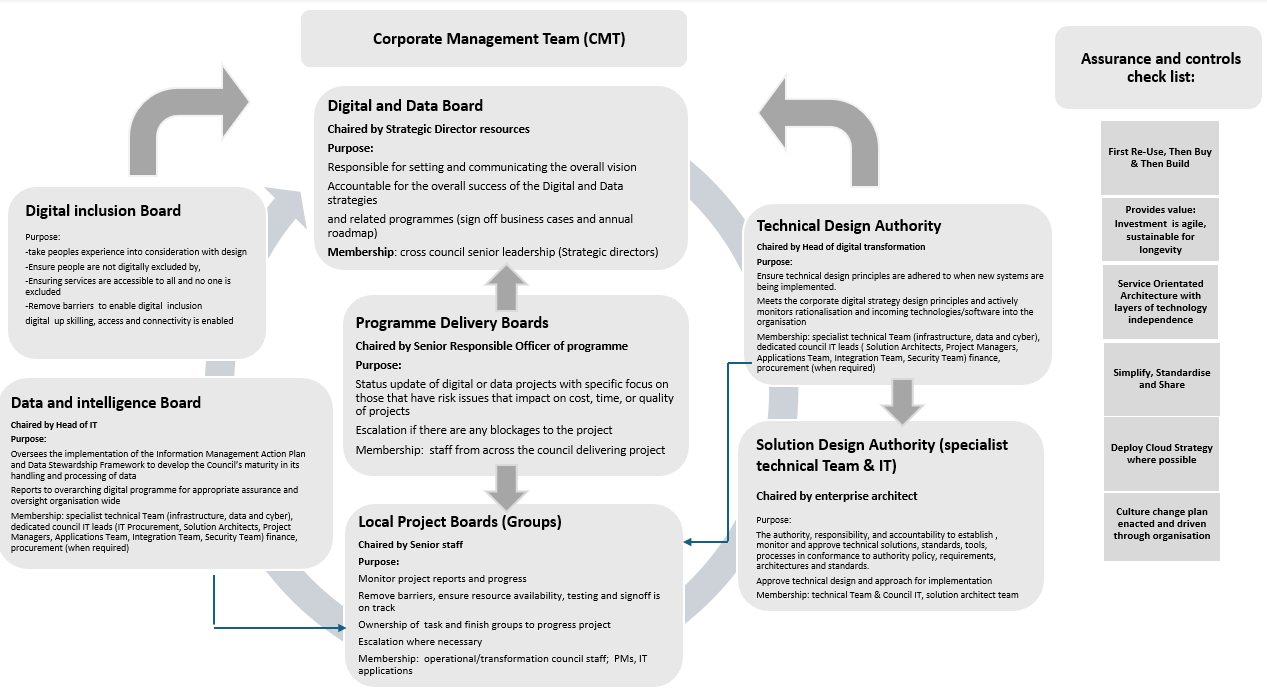 Corporate Management Team (CMT)
Digital and Data Board
Chaired by Strategic Director resources
Purpose:
Responsible for setting and communicating the overall vision
Accountable for the overall success of the Digital and Data
strategies
and related programmes (sign off business cases and annual
roadmap)
Membership: cross council senior leadership (Strategic directors)
Digital inclusion Board
Purpose:
-take peoples experience into consideration with design
-Ensure people are not digitally excluded by,
-Ensuring services are accessible to all and no one is
excluded
-Remove barriers to enable digital inclusion
digital up skilling, access and connectivity is enabled
Data and intelligence Board
Chaired by Head of IT
Purpose:
Oversees the implementation of the Information Management Action Plan
and Data Stewardship Framework to develop the Council's maturity in its
handling and processing of data
Reports to overarching digital programme for appropriate assurance and
oversight organisation wide
Membership: specialist technical Team (infrastructure, data and cyber),
dedicated council IT leads (IT Procurement, Solution Architects, Project
Managers, Applications Team, Integration Team, Security Team) finance,
procurement (when required)
Programme Delivery Boards
Chaired by Senior Responsible Officer of programme
Purpose:
Status update of digital or data projects with specific focus on
those that have risk issues that impact on cost, time, or quality
of projects
Escalation if there are any blockages to the project
Membership: staff from across the council delivering project
Local Project Boards (Groups)
Chaired by Senior staff
Purpose:
Monitor project reports and progress
Remove barriers, ensure resource availability, testing and signoff is
on track
Ownership of task and finish groups to progress project
Escalation where necessary
Membership: operational/transformation council staff; PMs, IT
applications
Technical Design Authority
Chaired by Head of digital transformation
Purpose:
Ensure technical design principles are adhered to when new systems are
being implemented.
Meets the corporate digital strategy design principles and actively
monitors rationalisation and incoming technologies/software into the
organisation
Membership: specialist technical Team (infrastructure, data and cyber),
dedicated council IT leads ( Solution Architects, Project Managers,
Applications Team, Integration Team, Security Team) finance,
procurement (when required)
Solution Design Authority (specialist
technical Team & IT)
Chaired by enterprise architect
Purpose:
The authority, responsibility, and accountability to establish ,
monitor and approve technical solutions, standards, tools,
processes in conformance to authority policy, requirements,
architectures and standards.
Approve technical design and approach for implementation
Membership: technical Team & Council IT, solution architect team
Assurance and controls
check list:
First Re-Use, Then Buy
& Then Build
Provides value:
Investment is agile,
sustainable for
longevity
Service Orientated
Architecture with
layers of technology
independence
Simplify, Standardise
and Share
Deploy Cloud Strategy
where possible
Culture change plan
enacted and driven
through organisation